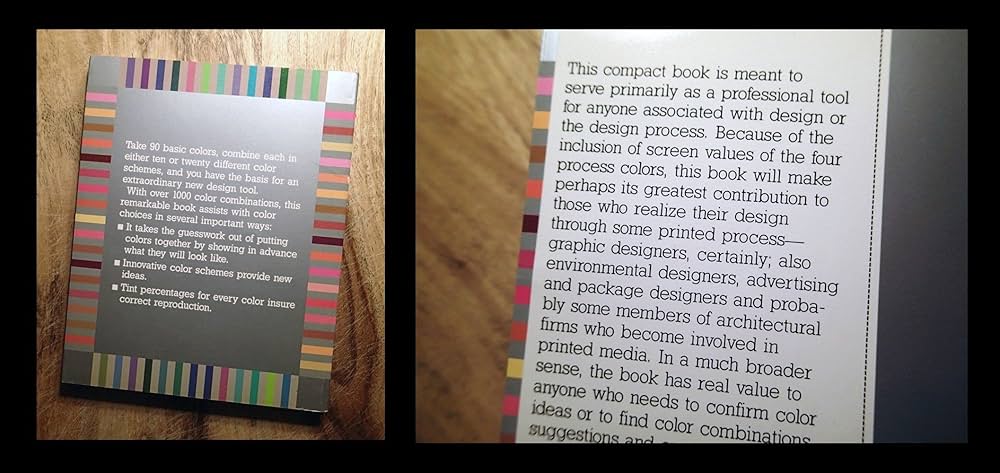 Take 90 basic colors, combine each in
either ten or twenty different color
schemes, and you have the basis for an
extraordinary new design tool.
With over 1000 color combinations, this
remarkable book assists with color
choices in several important ways:
■ It takes the guesswork out of putting
colors together by showing in advance
what they will look like.
■ Innovative color schemes provide new
ideas.
■ Tint percentages for every color insure
correct reproduction.
This compact book is meant to
serve primarily as a professional tool
for anyone associated with design or
the design process. Because of the
inclusion of screen values of the four
process colors, this book will make
perhaps its greatest contribution to
those who realize their design
through some printed process—
graphic designers, certainly; also
environmental designers, advertising
and package designers and proba-
bly some members of architectural
firms who become involved in
printed media. In a much broader
sense, the book has real value to
anyone who needs to confirm color
ideas or to find color combinations
suggestions and